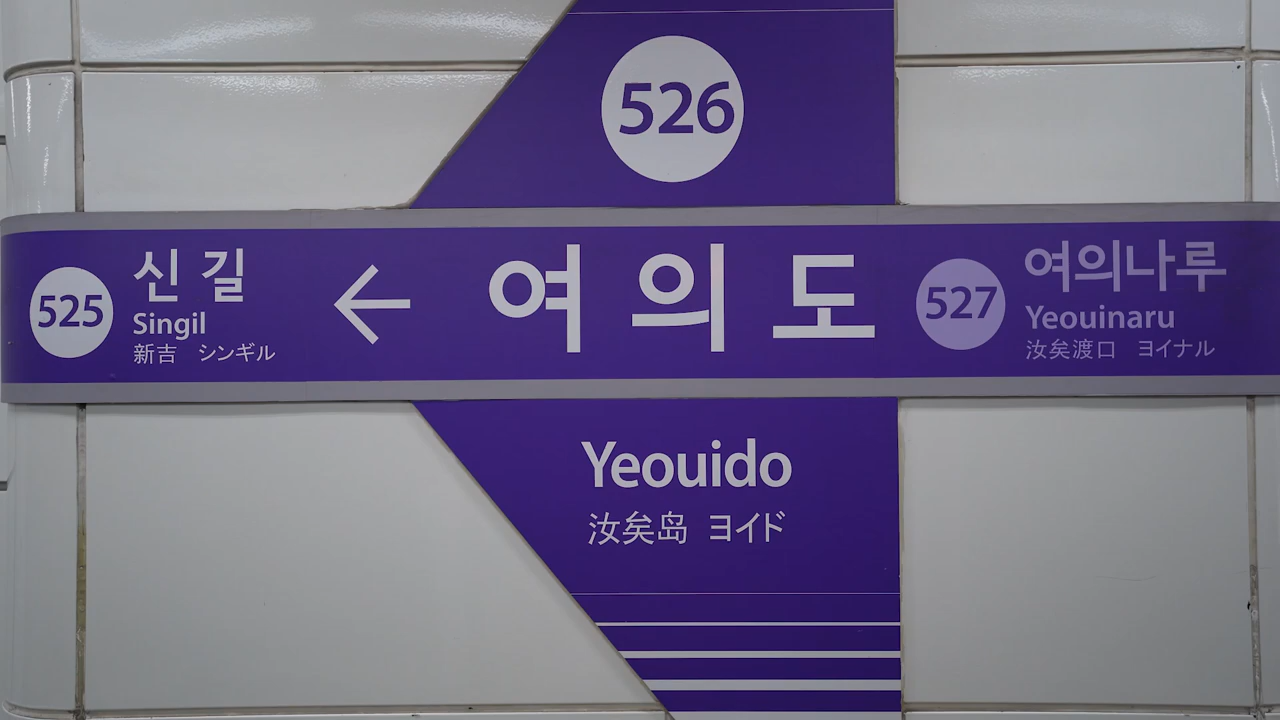 526
525
신길
Singil
新吉 シンギル
←
여의도
527
여의나루
Yeouinaru
汝矣渡口 ヨイナル
Yeouido
汝矣岛 ヨイド